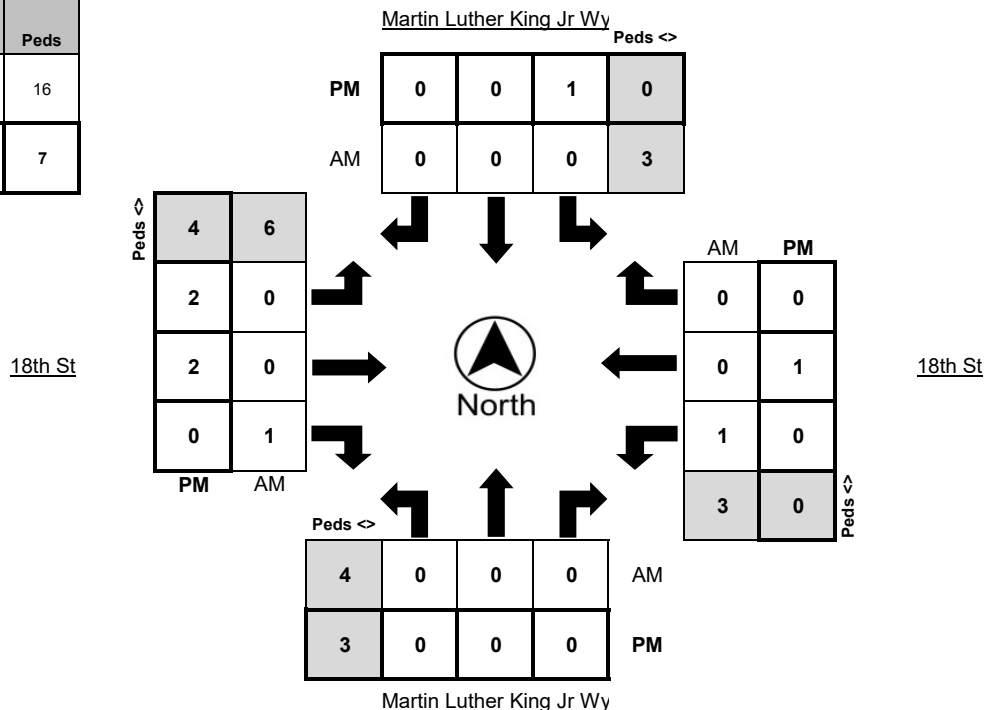 Peds
16
7
Martin Luther King Jr Wy
Peds <>
PM 0 0 1 0
AM 0 0 0 3
Peds <>
4 6
2 0
2 0
0 1
PM AM
18th St
North
AM PM
0 0
0 1
1 0
3 0
Peds <>
18th St
Peds <>
4 0 0 0 AM
3 0 0 0 PM
Martin Luther King Jr Wy